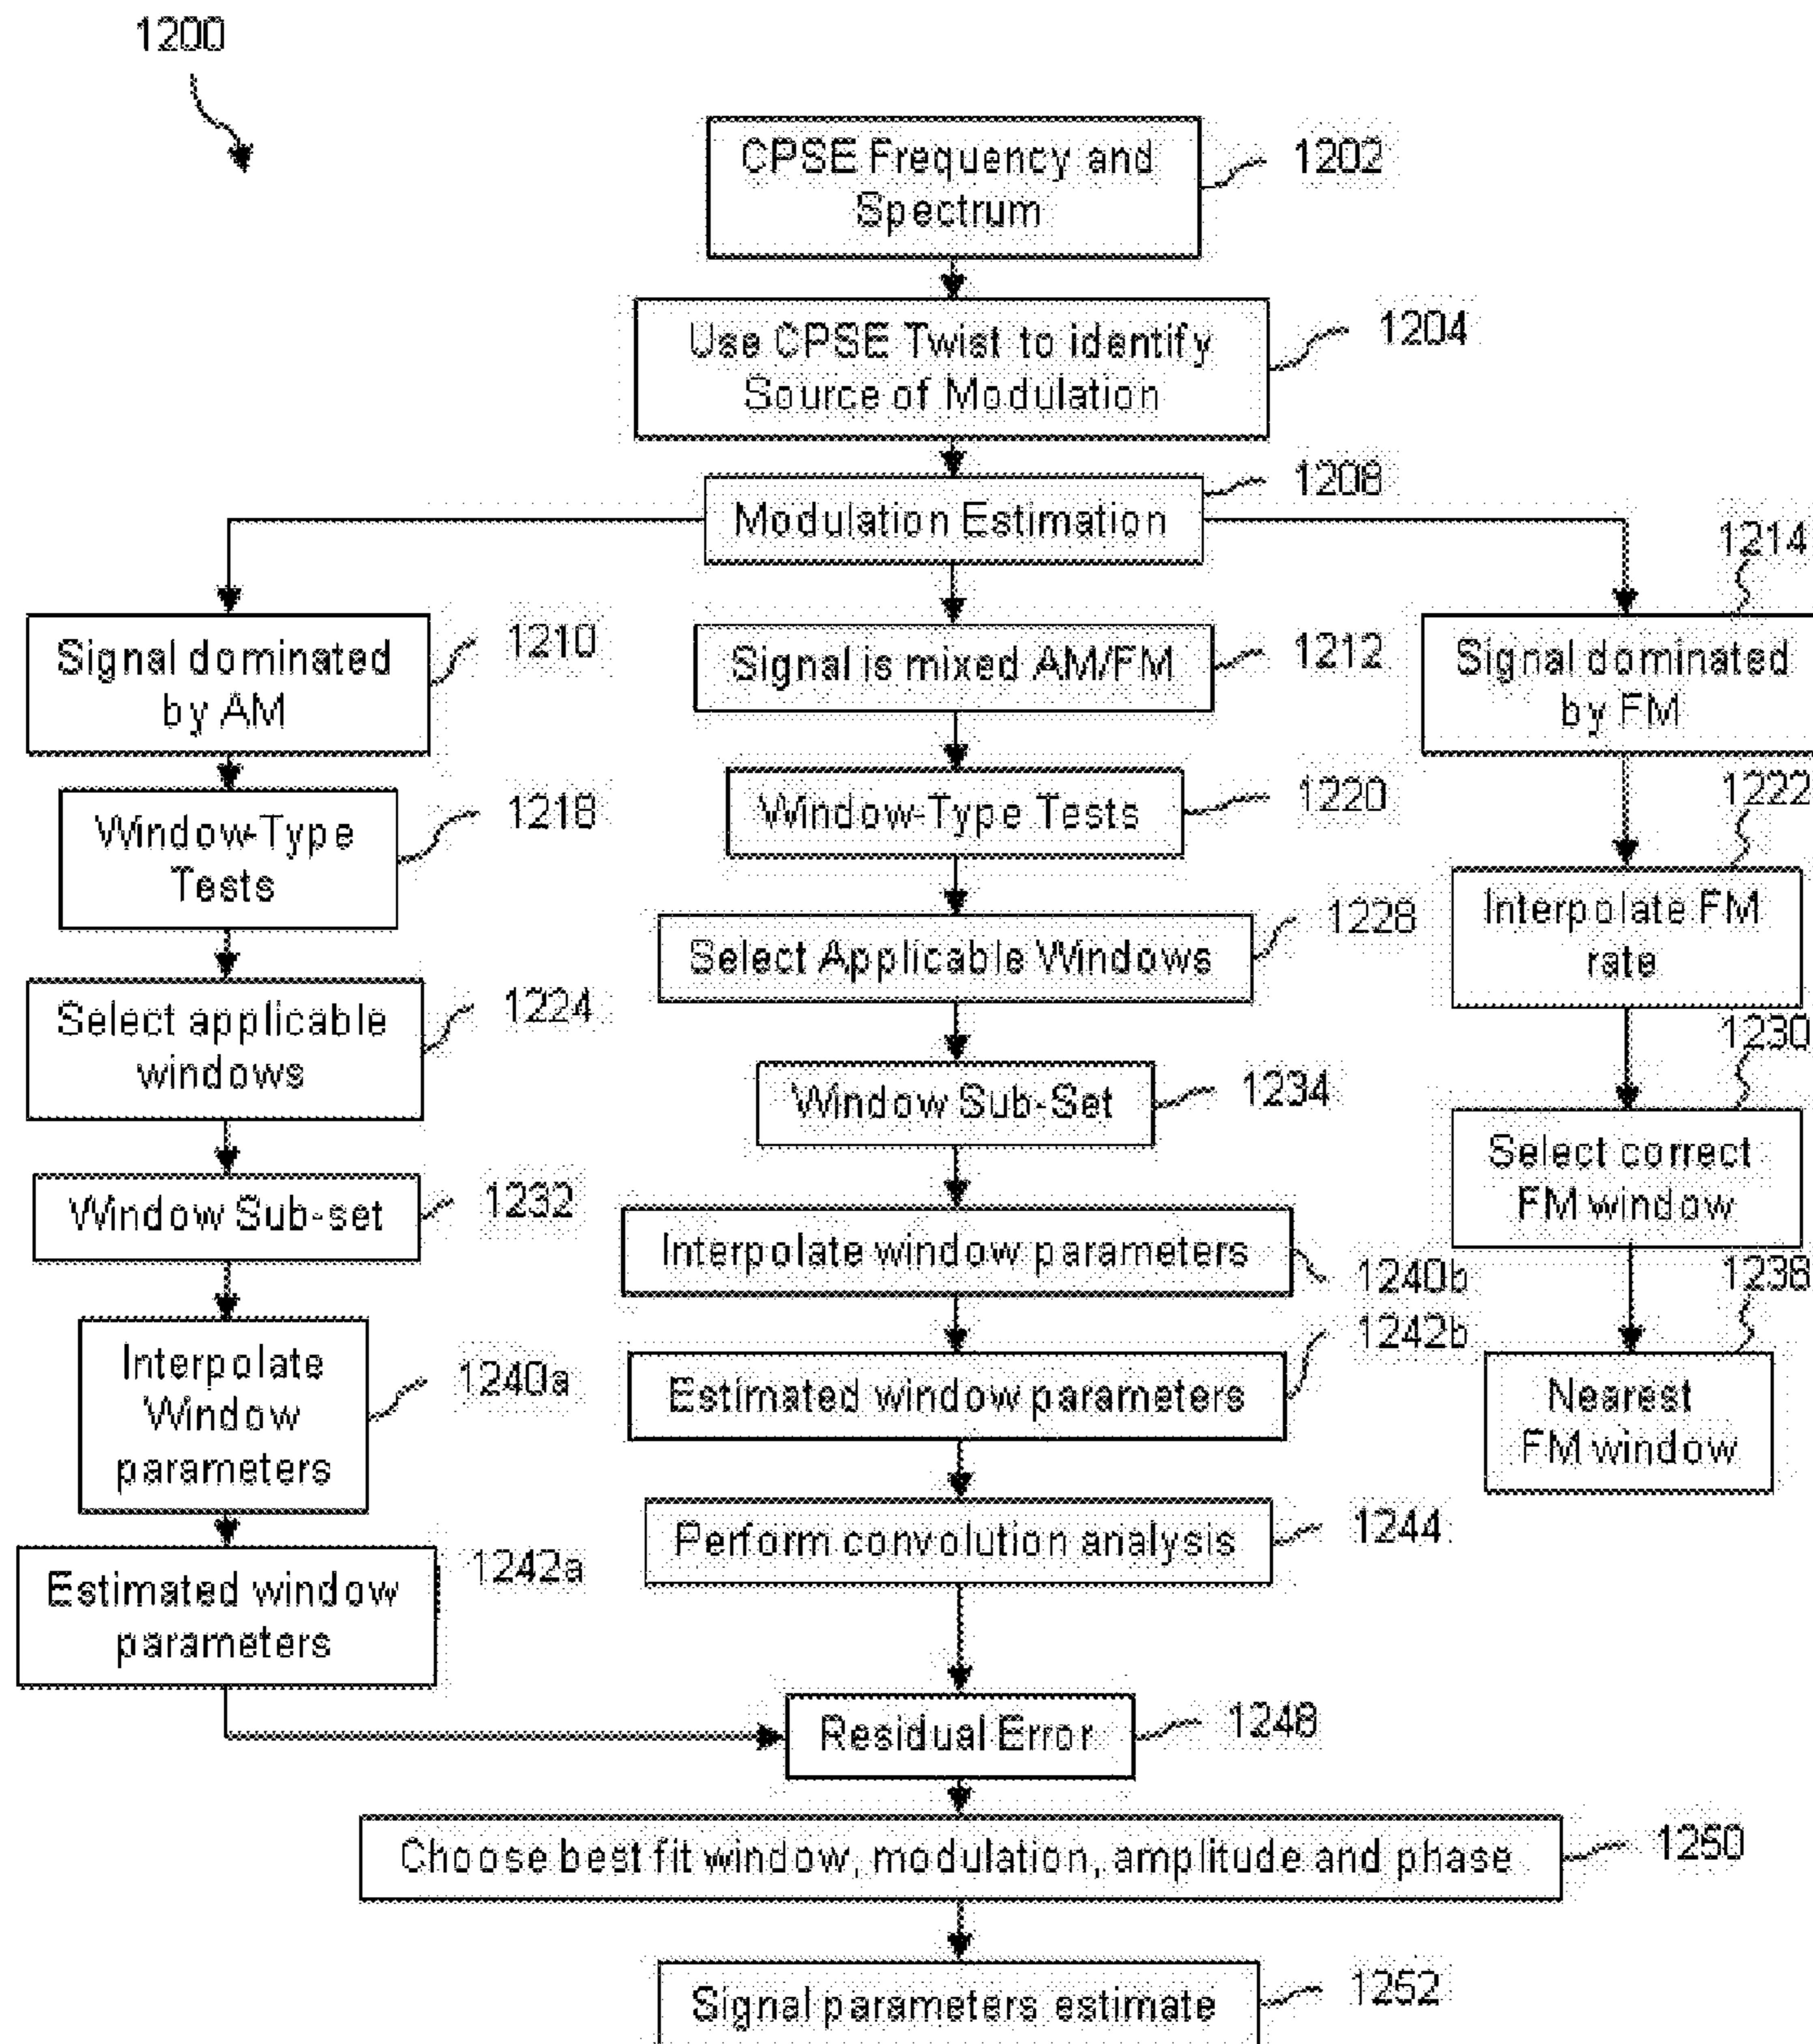 1200
CPSE Frequency and
Spectrum
1202
Use CPSE Twist to identify
Source of Modulation
1204
Modulation Estimation
1208
Signal dominated
by AM
1210
Signal is mixed AM/FM
1212
1214
Signal dominated
by FM
Window-Type
Tests
1218
Window-Type Tests
1220
1222
Interpolate FM
rate
Select applicable
windows
1224
Select Applicable Windows
1228
1230
Select correct
FM window
Window Sub-set
1232
Window Sub-Set
1234
1238
Nearest
FM window
Interpolate
Window
parameters
1240a
Interpolate window parameters
1240b
Estimated window
parameters
1242a
Estimated window parameters
1242b
Perform convolution analysis
1244
Residual Error
1248
Choose best fit window, modulation, amplitude and phase
1250
Signal parameters estimate
1252